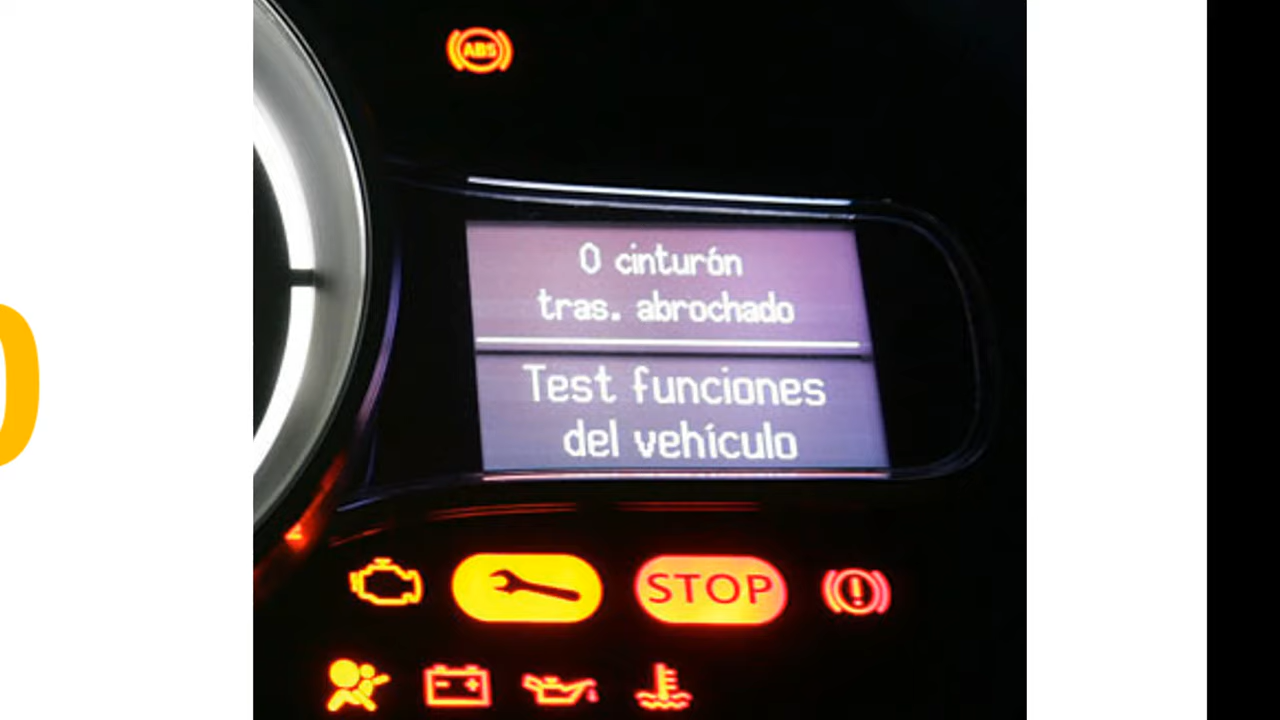 ABS
0 cinturón
tras. abrochado
Test funciones
del vehículo
STOP